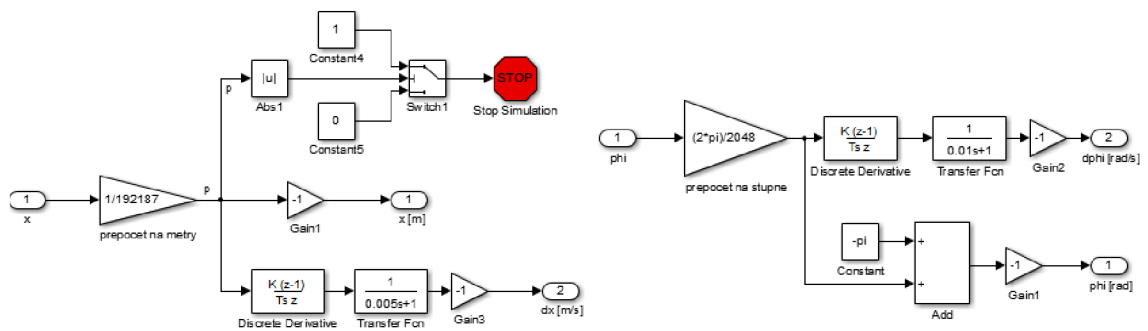 1
Constant4
|u|
Abs1
p
0
Constant5
Switch1
STOP
Stop Simulation
1
x
1/192187
prepocet na metry
p
-1
Gain1
1
x [m]
K (z-1)
Ts z
Discrete Derivative
1
0.005s+1
Transfer Fcn
-1
Gain3
2
dx [m/s]
1
phi
(2*pi)/2048
prepocet na stupne
K (z-1)
Ts z
Discrete Derivative
1
0.01s+1
Transfer Fcn
-1
Gain2
2
dphi [rad/s]
-pi
Constant
+
+
Add
-1
Gain1
1
phi [rad]